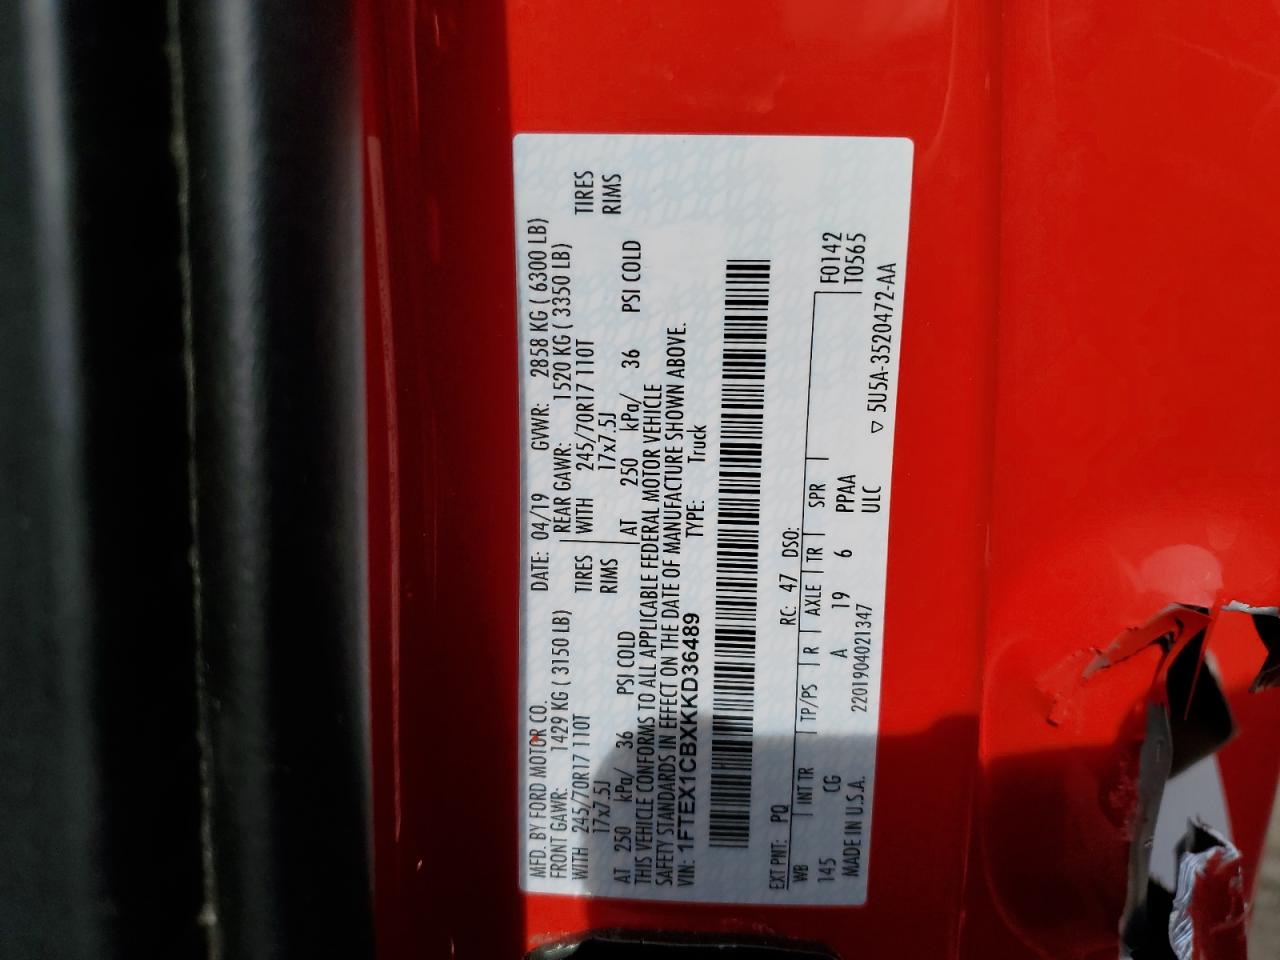 MFD. BY FORD MOTOR CO. DATE: 04/19 GVWR: 2858 KG ( 6300 LB)
FRONT GAWR: 1429 KG ( 3150 LB) REAR GAWR: 1520 KG ( 3350 LB)
WITH 245/70R17 110T TIRES WITH 245/70R17 110T TIRES
17x7.5J RIMS 17x7.5J RIMS
AT 250 kPa/ 36 PSI COLD AT 250 kPa/ 36 PSI COLD
THIS VEHICLE CONFORMS TO ALL APPLICABLE FEDERAL MOTOR VEHICLE
SAFETY STANDARDS IN EFFECT ON THE DATE OF MANUFACTURE SHOWN ABOVE.
VIN: 1FTEX1CBXKKD36489 TYPE: Truck
EXT PNT: PQ RC: 47 DSO:
WB INT TR TP/PS R AXLE TR SPR F0142
145 CG A 19 6 PPAA T0565
MADE IN U.S.A. 2201904021347 ULC ▽ 5U5A-3520472-AA